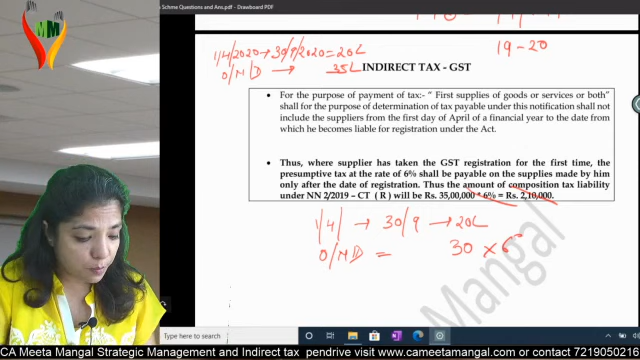 Schme Questions and Ans.pdf - Drawboard PDF
MM
1/4/2020 → 30/9/2020 = 20L
O/N/D → 35L
19-20
INDIRECT TAX - GST
• For the purpose of payment of tax:- " First supplies of goods or services or both" shall for the purpose of determination of tax payable under this notification shall not include the suppliers from the first day of April of a financial year to the date from which he becomes liable for registration under the Act.
• Thus, where supplier has taken the GST registration for the first time, the presumptive tax at the rate of 6% shall be payable on the supplies made by him only after the date of registration. Thus the amount of composition tax liability under NN 2/2019 – CT ( R ) will be Rs. 35,00,000 * 6% = Rs. 2,10,000.
1/4/ → 30/9 → 20L
O/N/D = 30 × 6
Mangal
Type here to search
CA Meeta Mangal Strategic Management and Indirect tax pendrive visit www.cameetamangal.com or contact 7219050216